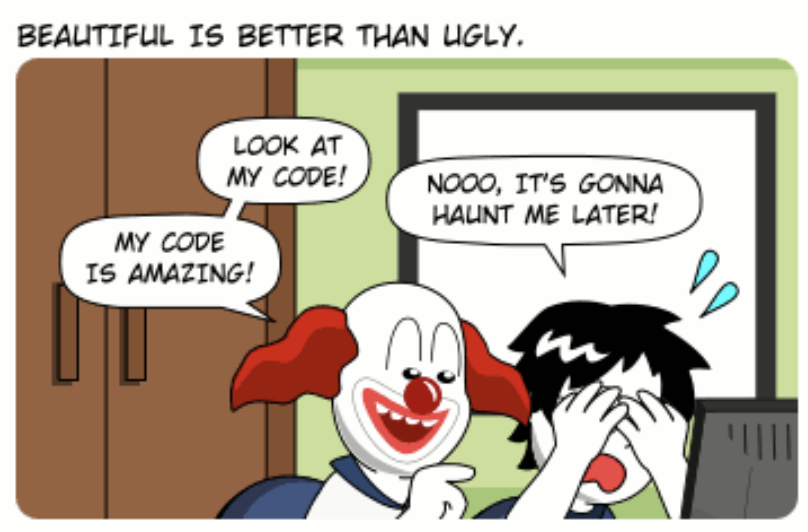 BEAUTIFUL IS BETTER THAN UGLY.
LOOK AT
MY CODE!
MY CODE
IS AMAZING!
NOOO, IT'S GONNA
HAUNT ME LATER!